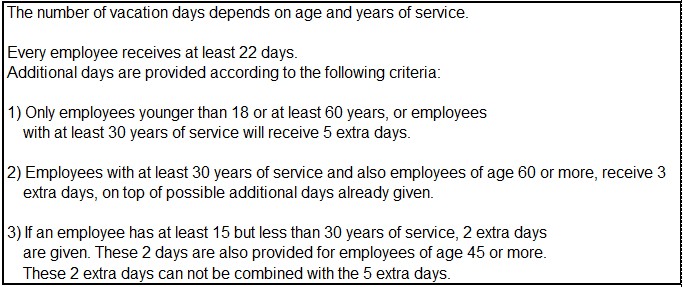 The number of vacation days depends on age and years of service.
Every employee receives at least 22 days.
Additional days are provided according to the following criteria:
1) Only employees younger than 18 or at least 60 years, or employees
with at least 30 years of service will receive 5 extra days.
2) Employees with at least 30 years of service and also employees of age 60 or more, receive 3
extra days, on top of possible additional days already given.
3) If an employee has at least 15 but less than 30 years of service, 2 extra days
are given. These 2 days are also provided for employees of age 45 or more.
These 2 extra days can not be combined with the 5 extra days.